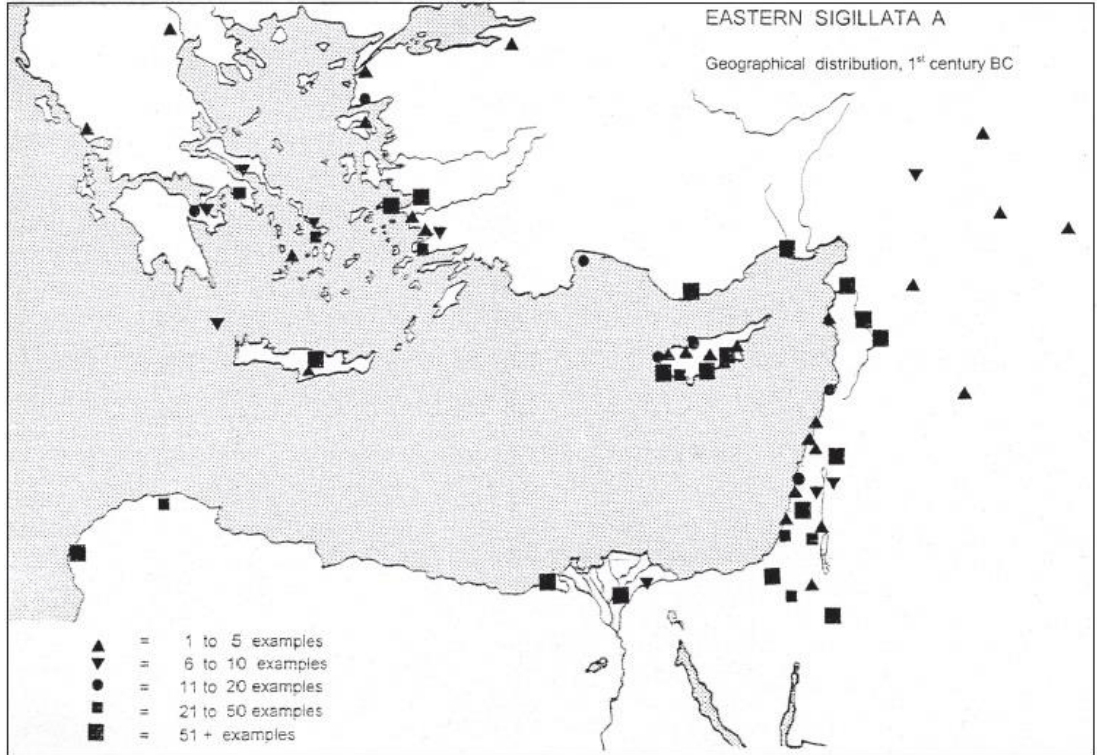 EASTERN SIGILLATA A
Geographical distribution, 1st century BC
▲ = 1 to 5 examples
▼ = 6 to 10 examples
● = 11 to 20 examples
■ = 21 to 50 examples
■ = 51 + examples